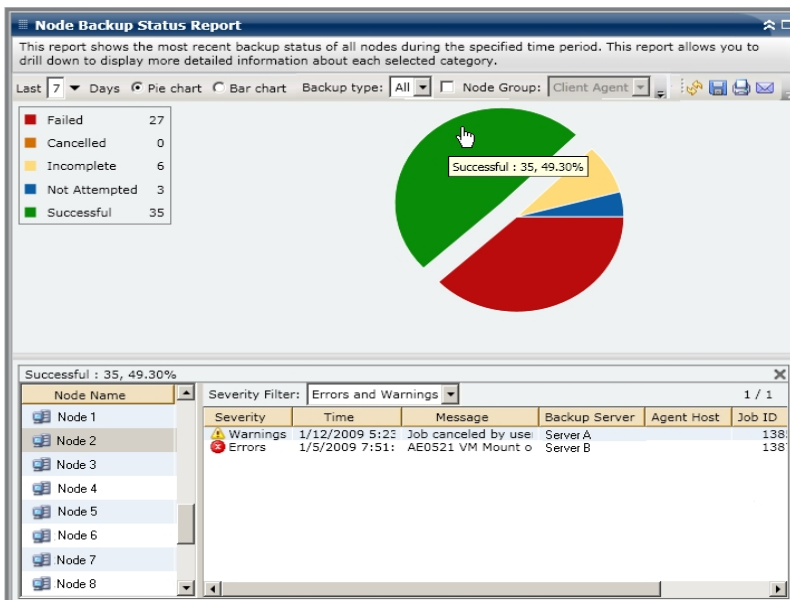 Node Backup Status Report
This report shows the most recent backup status of all nodes during the specified time period. This report allows you to
drill down to display more detailed information about each selected category.
Last 7 Days Pie chart Bar chart Backup type: All Node Group: Client Agent
Failed 27
Cancelled 0
Incomplete 6
Not Attempted 3
Successful 35
Successful : 35, 49.30%
Successful : 35, 49.30%
Node Name
Node 1
Node 2
Node 3
Node 4
Node 5
Node 6
Node 7
Node 8
Severity Filter: Errors and Warnings 1 / 1
Severity Time Message Backup Server Agent Host Job ID
Warnings 1/12/2009 5:23 Job canceled by use Server A 138
Errors 1/5/2009 7:51: AE0521 VM Mount o Server B 138